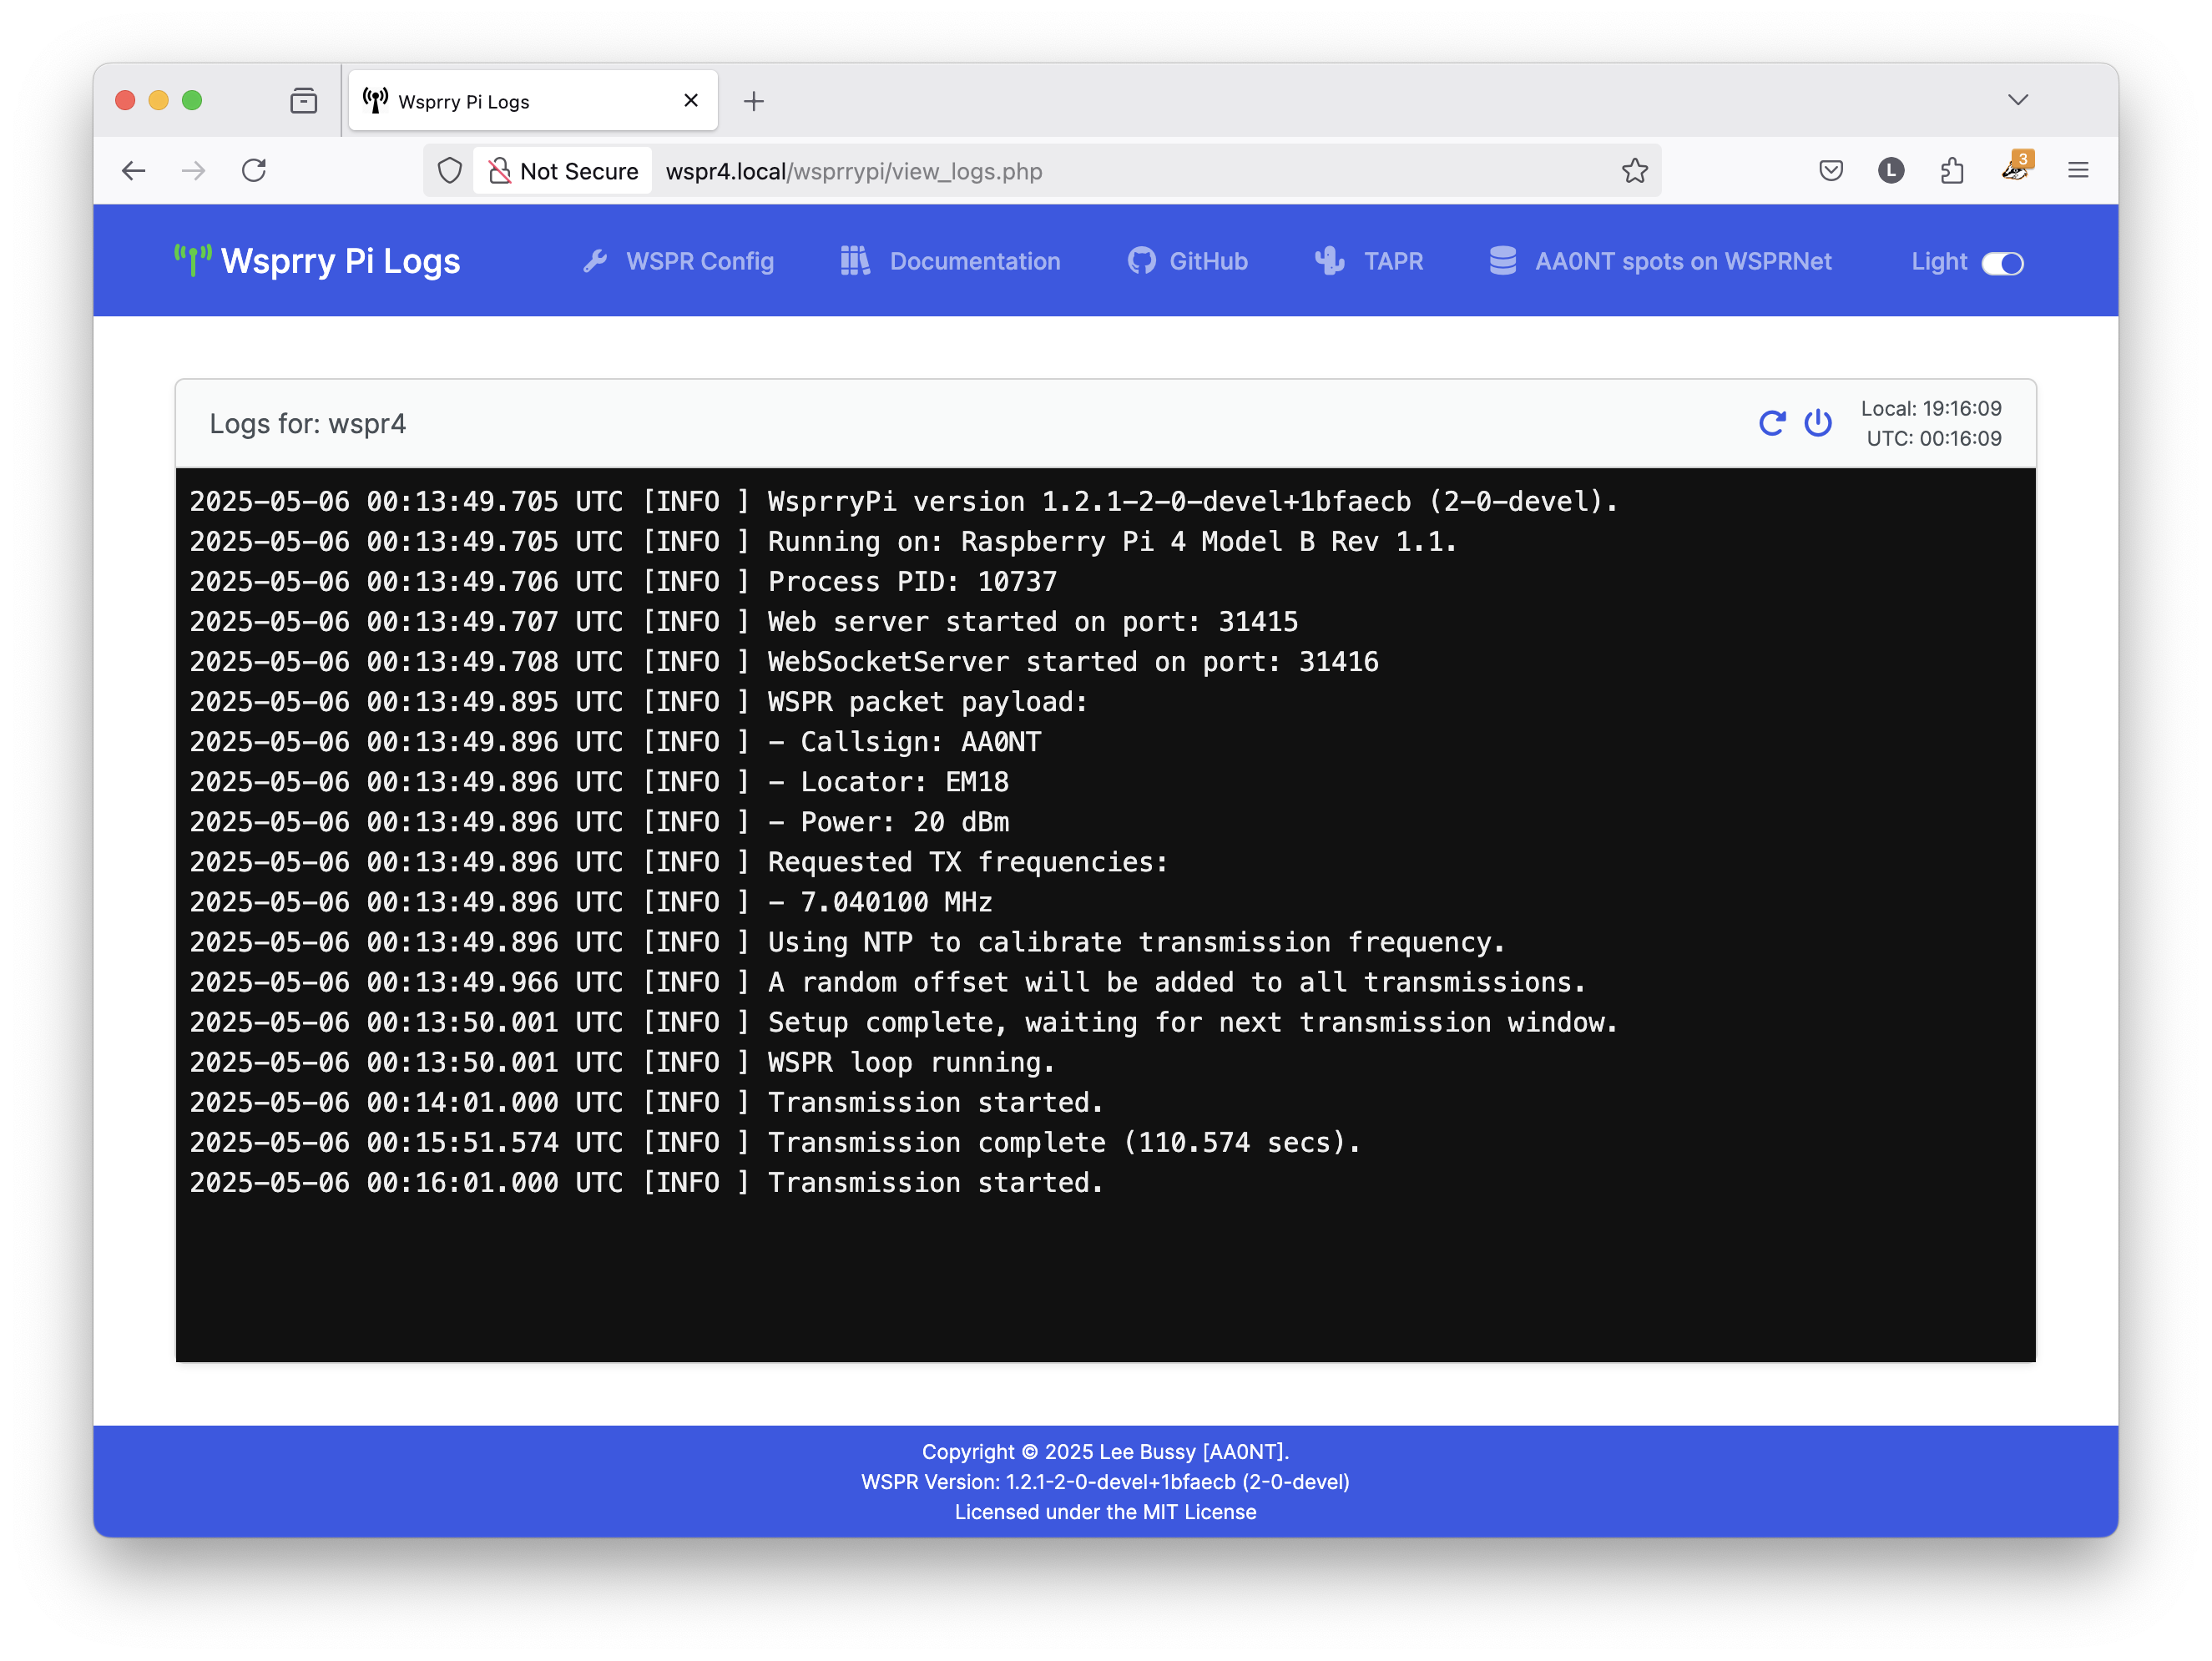 Wsprry Pi Logs
Not Secure wspr4.local/wsprrypi/view_logs.php
L
3
Wsprry Pi Logs WSPR Config Documentation GitHub TAPR AA0NT spots on WSPRNet Light
Logs for: wspr4
Local: 19:16:09
UTC: 00:16:09
2025-05-06 00:13:49.705 UTC [INFO ] WsprryPi version 1.2.1-2-0-devel+1bfaecb (2-0-devel).
2025-05-06 00:13:49.705 UTC [INFO ] Running on: Raspberry Pi 4 Model B Rev 1.1.
2025-05-06 00:13:49.706 UTC [INFO ] Process PID: 10737
2025-05-06 00:13:49.707 UTC [INFO ] Web server started on port: 31415
2025-05-06 00:13:49.708 UTC [INFO ] WebSocketServer started on port: 31416
2025-05-06 00:13:49.895 UTC [INFO ] WSPR packet payload:
2025-05-06 00:13:49.896 UTC [INFO ] - Callsign: AA0NT
2025-05-06 00:13:49.896 UTC [INFO ] - Locator: EM18
2025-05-06 00:13:49.896 UTC [INFO ] - Power: 20 dBm
2025-05-06 00:13:49.896 UTC [INFO ] Requested TX frequencies:
2025-05-06 00:13:49.896 UTC [INFO ] - 7.040100 MHz
2025-05-06 00:13:49.896 UTC [INFO ] Using NTP to calibrate transmission frequency.
2025-05-06 00:13:49.966 UTC [INFO ] A random offset will be added to all transmissions.
2025-05-06 00:13:50.001 UTC [INFO ] Setup complete, waiting for next transmission window.
2025-05-06 00:13:50.001 UTC [INFO ] WSPR loop running.
2025-05-06 00:14:01.000 UTC [INFO ] Transmission started.
2025-05-06 00:15:51.574 UTC [INFO ] Transmission complete (110.574 secs).
2025-05-06 00:16:01.000 UTC [INFO ] Transmission started.
Copyright © 2025 Lee Bussy [AA0NT].
WSPR Version: 1.2.1-2-0-devel+1bfaecb (2-0-devel)
Licensed under the MIT License